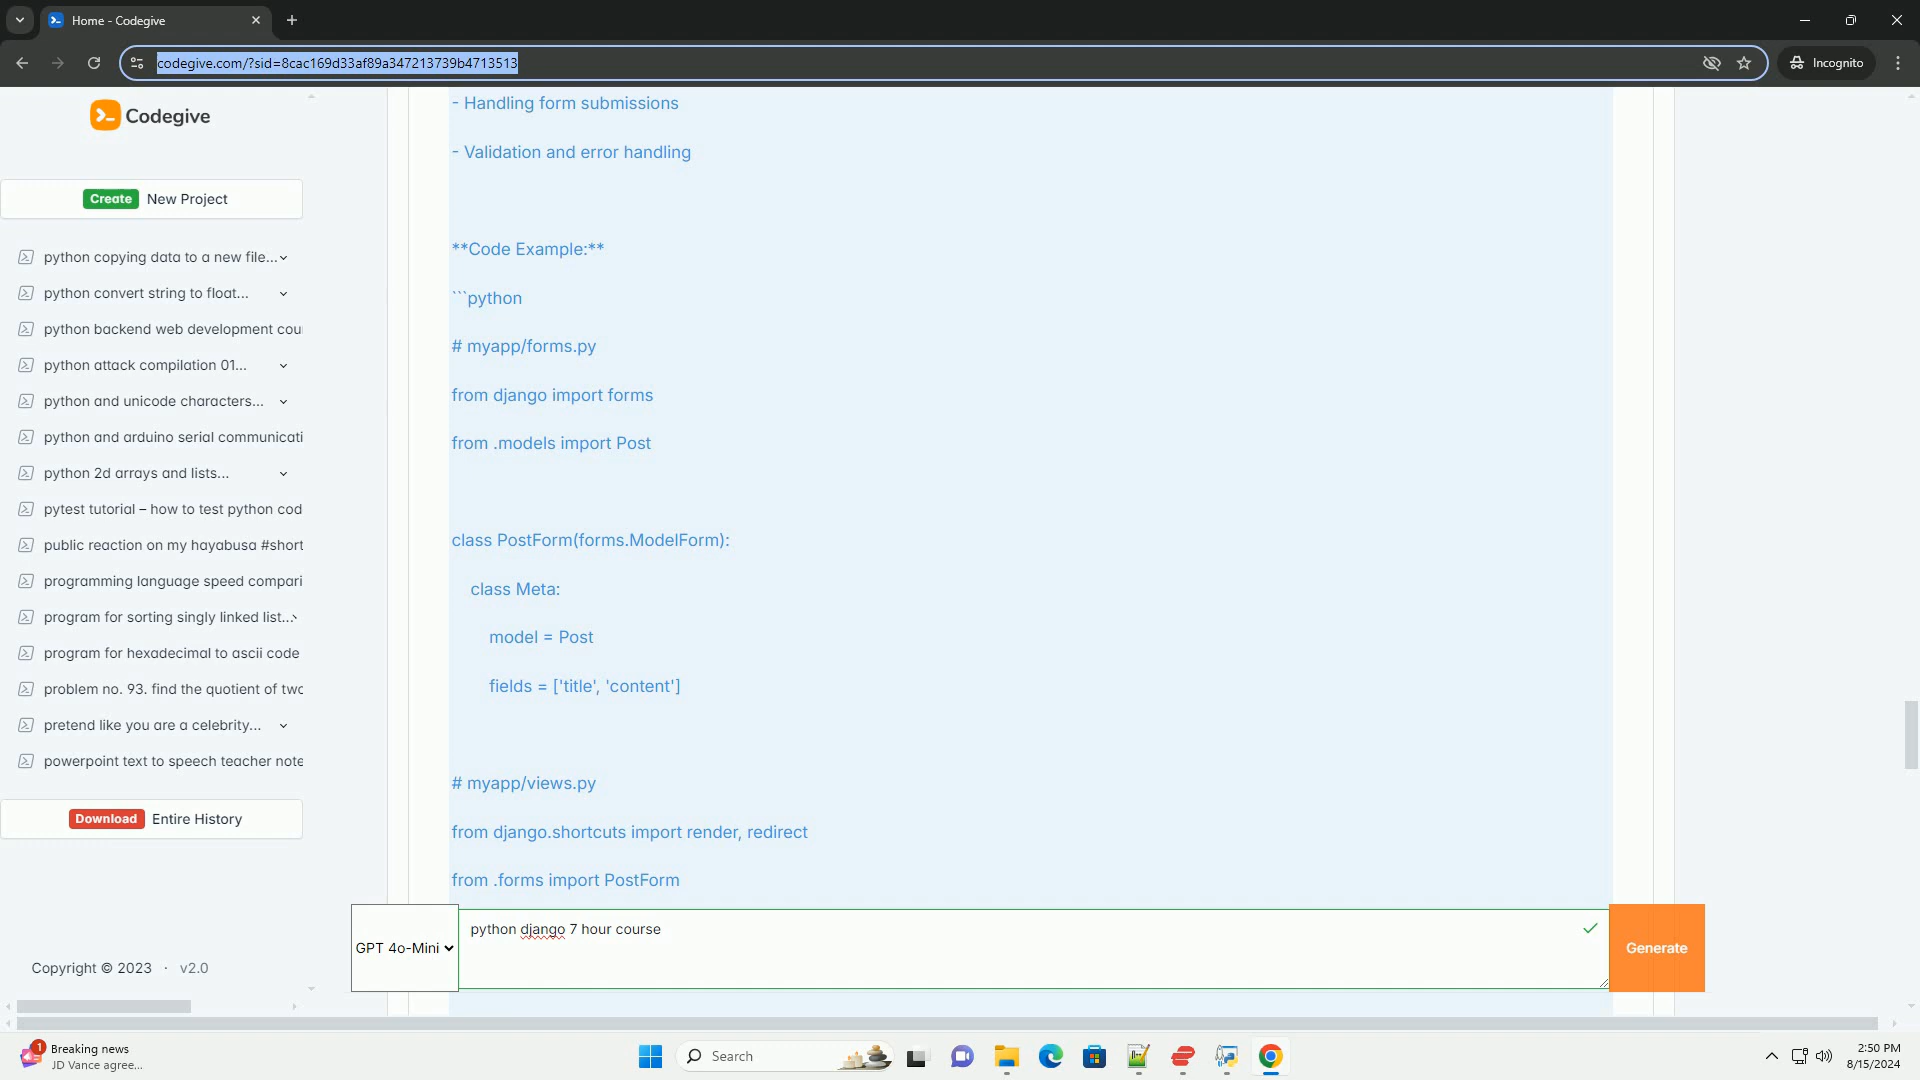 Home - Codegive
codegive.com/?sid=8cac169d33af89a347213739b4713513
Incognito
Codegive
Create New Project
python copying data to a new file...
python convert string to float...
python backend web development cou
python attack compilation 01...
python and unicode characters...
python and arduino serial communicati
python 2d arrays and lists...
pytest tutorial – how to test python cod
public reaction on my hayabusa #short
programming language speed compari
program for sorting singly linked list...
program for hexadecimal to ascii code
problem no. 93. find the quotient of two
pretend like you are a celebrity...
powerpoint text to speech teacher note
Download Entire History
Copyright © 2023 · v2.0
- Handling form submissions
- Validation and error handling
**Code Example:**
```python
# myapp/forms.py
from django import forms
from .models import Post
class PostForm(forms.ModelForm):
class Meta:
model = Post
fields = ['title', 'content']
# myapp/views.py
from django.shortcuts import render, redirect
from .forms import PostForm
GPT 4o-Mini
python django 7 hour course
Generate
1
Breaking news
JD Vance agree...
Search
2:50 PM
8/15/2024